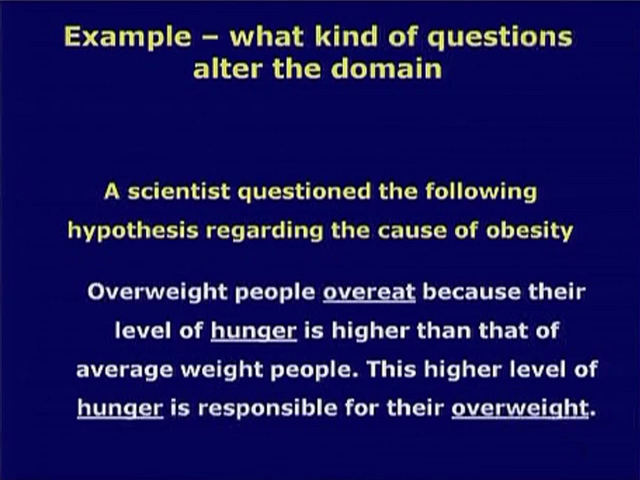 Example – what kind of questions
alter the domain
A scientist questioned the following
hypothesis regarding the cause of obesity
Overweight people overeat because their
level of hunger is higher than that of
average weight people. This higher level of
hunger is responsible for their overweight.